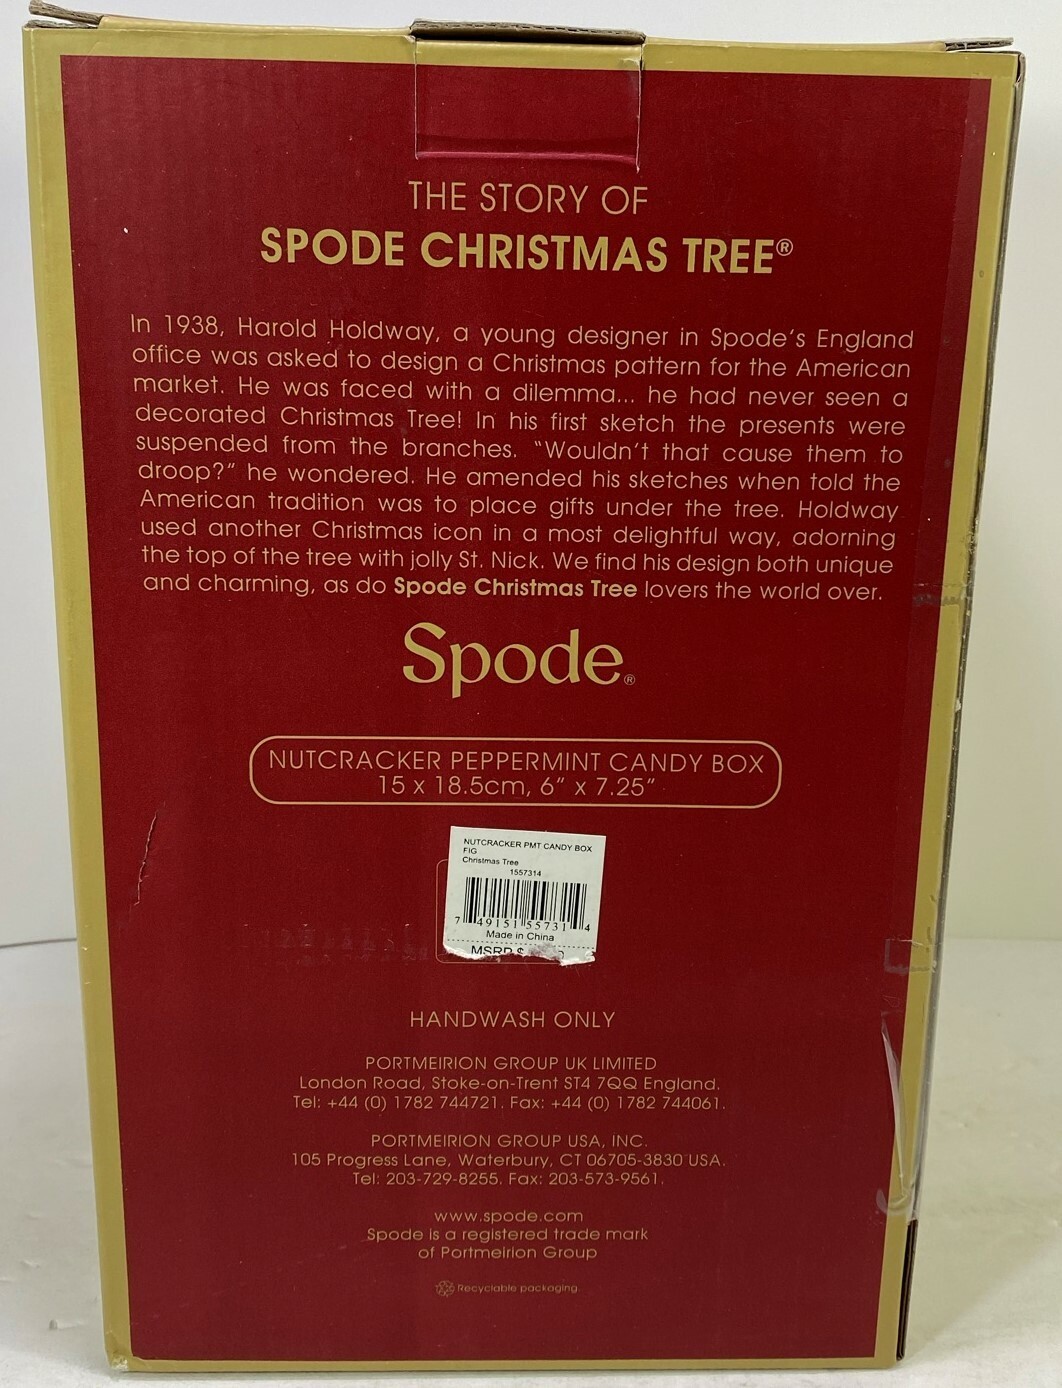 THE STORY OF
SPODE CHRISTMAS TREE®
In 1938, Harold Holdway, a young designer in Spode's England
office was asked to design a Christmas pattern for the American
market. He was faced with a dilemma... he had never seen a
decorated Christmas Tree! In his first sketch the presents were
suspended from the branches. "Wouldn't that cause them to
droop?" he wondered. He amended his sketches when told the
American tradition was to place gifts under the tree. Holdway
used another Christmas icon in a most delightful way, adorning
the top of the tree with jolly St. Nick. We find his design both unique
and charming, as do Spode Christmas Tree lovers the world over.
Spode®
NUTCRACKER PEPPERMINT CANDY BOX
15 x 18.5cm, 6" x 7.25"
NUTCRACKER PMT CANDY BOX
FIG
Christmas Tree
1557314
7 49151 55731 4
Made in China
MSRP $
HANDWASH ONLY
PORTMEIRION GROUP UK LIMITED
London Road, Stoke-on-Trent ST4 7QQ England.
Tel: +44 (0) 1782 744721. Fax: +44 (0) 1782 744061.
PORTMEIRION GROUP USA, INC.
105 Progress Lane, Waterbury, CT 06705-3830 USA.
Tel: 203-729-8255. Fax: 203-573-9561.
www.spode.com
Spode is a registered trade mark
of Portmeirion Group
Recyclable packaging